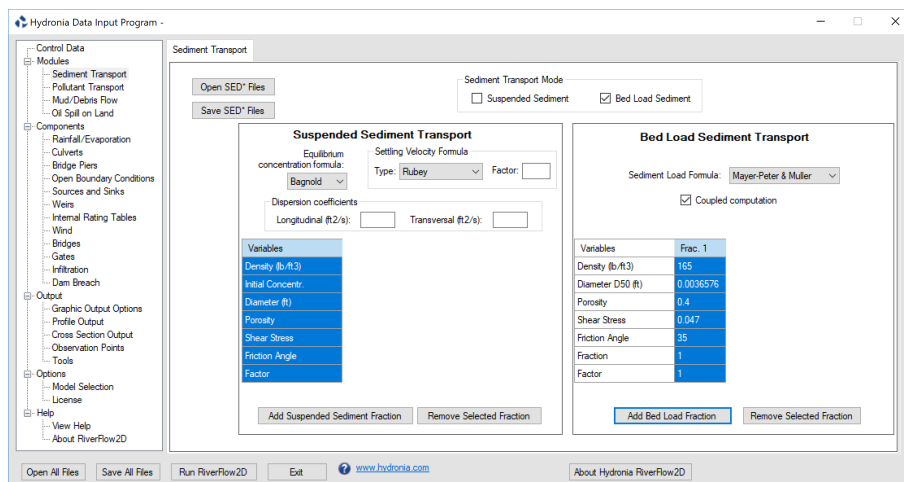 Hydronia Data Input Program -
Control Data
Modules
Sediment Transport
Pollutant Transport
Mud/Debris Flow
Oil Spill on Land
Components
Rainfall/Evaporation
Culverts
Bridge Piers
Open Boundary Conditions
Sources and Sinks
Weirs
Internal Rating Tables
Wind
Bridges
Gates
Infiltration
Dam Breach
Output
Graphic Output Options
Profile Output
Cross Section Output
Observation Points
Tools
Options
Model Selection
License
Help
View Help
About RiverFlow2D
Sediment Transport
Open SED* Files
Save SED* Files
Sediment Transport Mode
Suspended Sediment
Bed Load Sediment
Suspended Sediment Transport
Equilibrium
concentration formula:
Bagnold
Settling Velocity Formula
Type: Rubey
Factor:
Dispersion coefficients
Longitudinal (ft2/s):
Transversal (ft2/s):
Variables
Density (lb/ft3)
Initial Concentr.
Diameter (ft)
Porosity
Shear Stress
Friction Angle
Factor
Add Suspended Sediment Fraction
Remove Selected Fraction
Bed Load Sediment Transport
Sediment Load Formula: Mayer-Peter & Muller
Coupled computation
Variables Frac. 1
Density (lb/ft3) 165
Diameter D50 (ft) 0.0036576
Porosity 0.4
Shear Stress 0.047
Friction Angle 35
Fraction 1
Factor 1
Add Bed Load Fraction
Remove Selected Fraction
Open All Files
Save All Files
Run RiverFlow2D
Exit
www.hydronia.com
About Hydronia RiverFlow2D